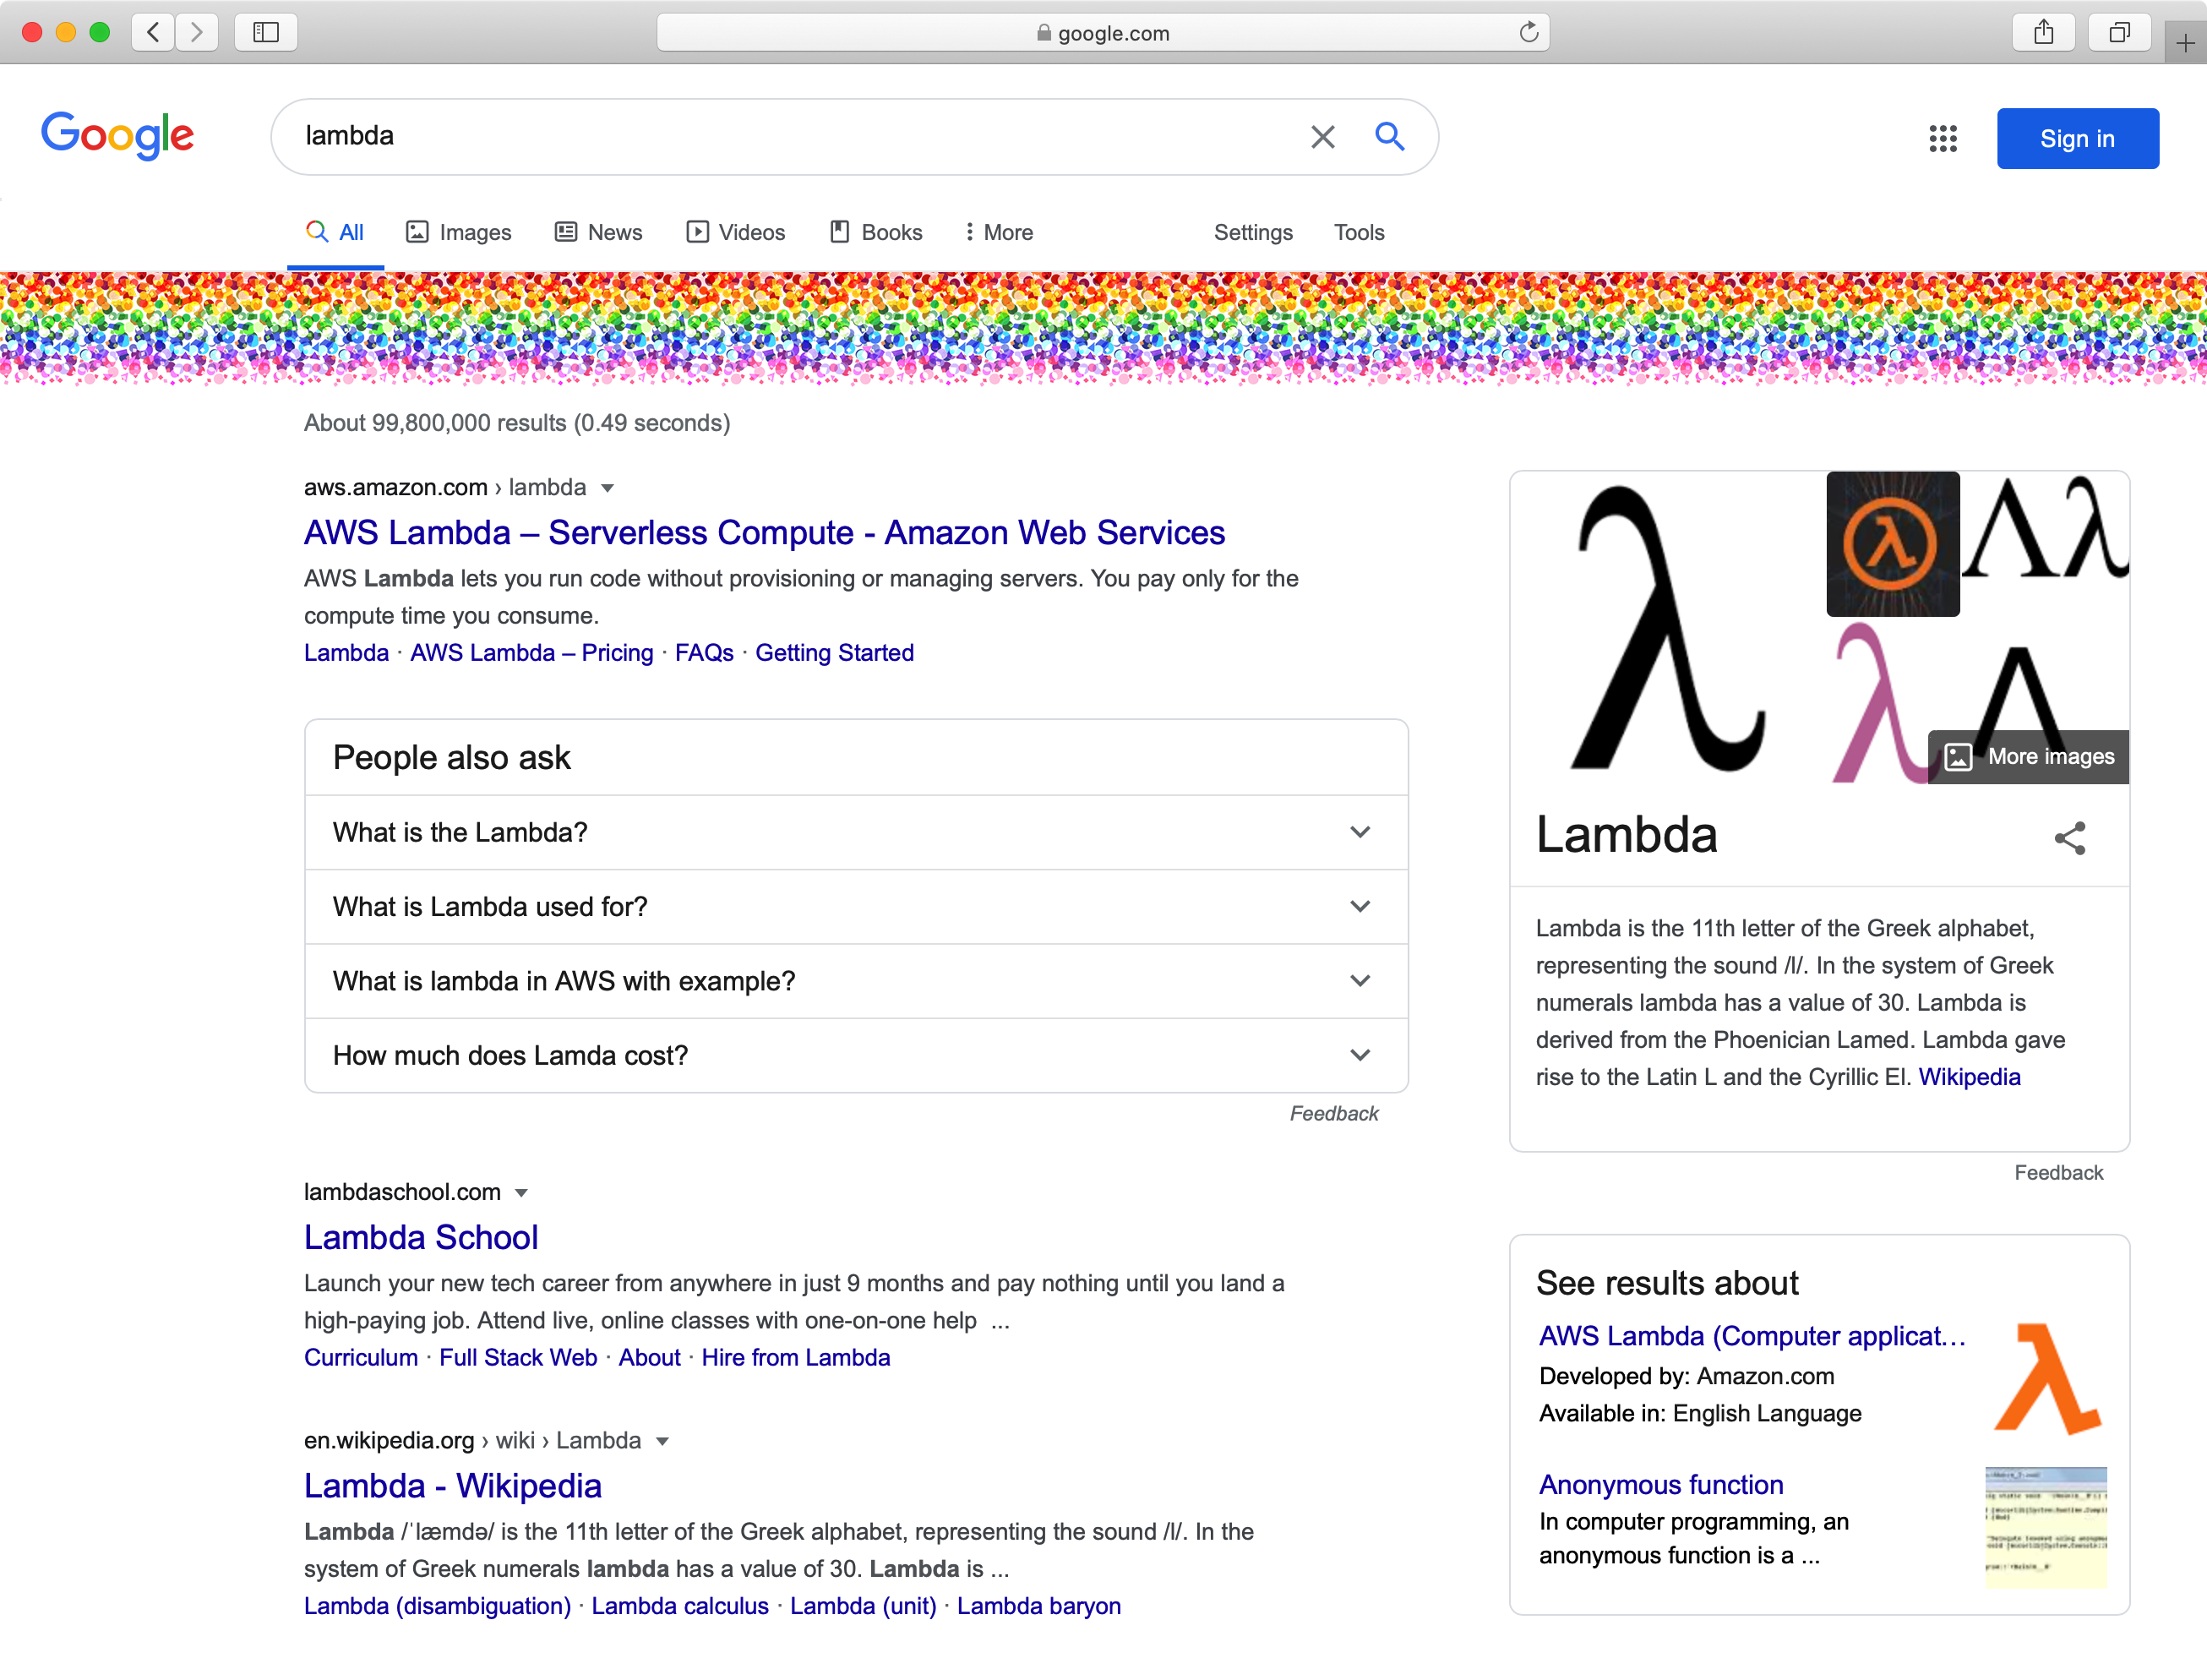 google.com
Google
lambda
Sign in
All
Images
News
Videos
Books
More
Settings
Tools
About 99,800,000 results (0.49 seconds)
aws.amazon.com › lambda
AWS Lambda – Serverless Compute - Amazon Web Services
AWS Lambda lets you run code without provisioning or managing servers. You pay only for the
compute time you consume.
Lambda · AWS Lambda – Pricing · FAQs · Getting Started
People also ask
What is the Lambda?
What is Lambda used for?
What is lambda in AWS with example?
How much does Lamda cost?
Feedback
lambdaschool.com
Lambda School
Launch your new tech career from anywhere in just 9 months and pay nothing until you land a
high-paying job. Attend live, online classes with one-on-one help ...
Curriculum · Full Stack Web · About · Hire from Lambda
en.wikipedia.org › wiki › Lambda
Lambda - Wikipedia
Lambda /ˈlæmdə/ is the 11th letter of the Greek alphabet, representing the sound /l/. In the
system of Greek numerals lambda has a value of 30. Lambda is ...
Lambda (disambiguation) · Lambda calculus · Lambda (unit) · Lambda baryon
λ
λ
Λλ
λ
Λ
More images
Lambda
Lambda is the 11th letter of the Greek alphabet,
representing the sound /l/. In the system of Greek
numerals lambda has a value of 30. Lambda is
derived from the Phoenician Lamed. Lambda gave
rise to the Latin L and the Cyrillic El. Wikipedia
Feedback
See results about
AWS Lambda (Computer applicat...
Developed by: Amazon.com
Available in: English Language
λ
Anonymous function
In computer programming, an
anonymous function is a ...